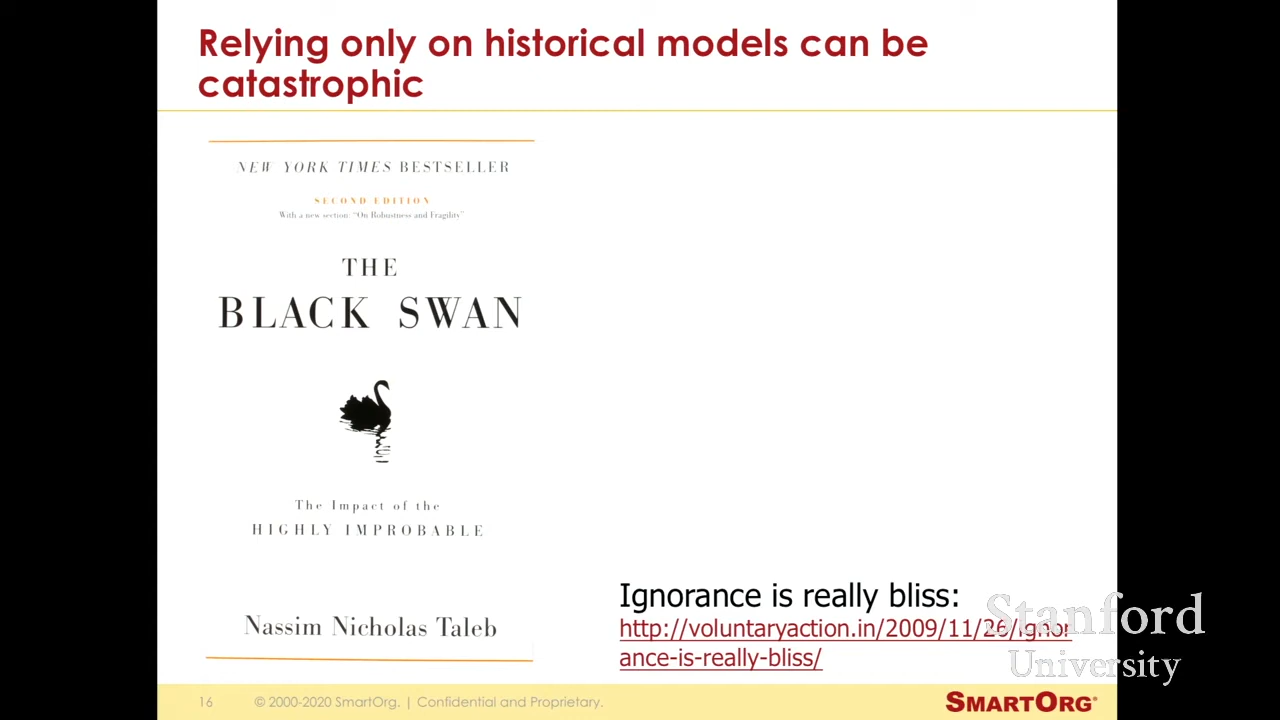 Relying only on historical models can be
catastrophic
NEW YORK TIMES BESTSELLER
SECOND EDITION
With a new section: "On Robustness and Fragility"
THE
BLACK SWAN
The Impact of the
HIGHLY IMPROBABLE
Nassim Nicholas Taleb
Ignorance is really bliss:
http://voluntaryaction.in/2009/11/26/ignor
ance-is-really-bliss/
Stanford
University
16 © 2000-2020 SmartOrg. | Confidential and Proprietary.
SMARTORG®